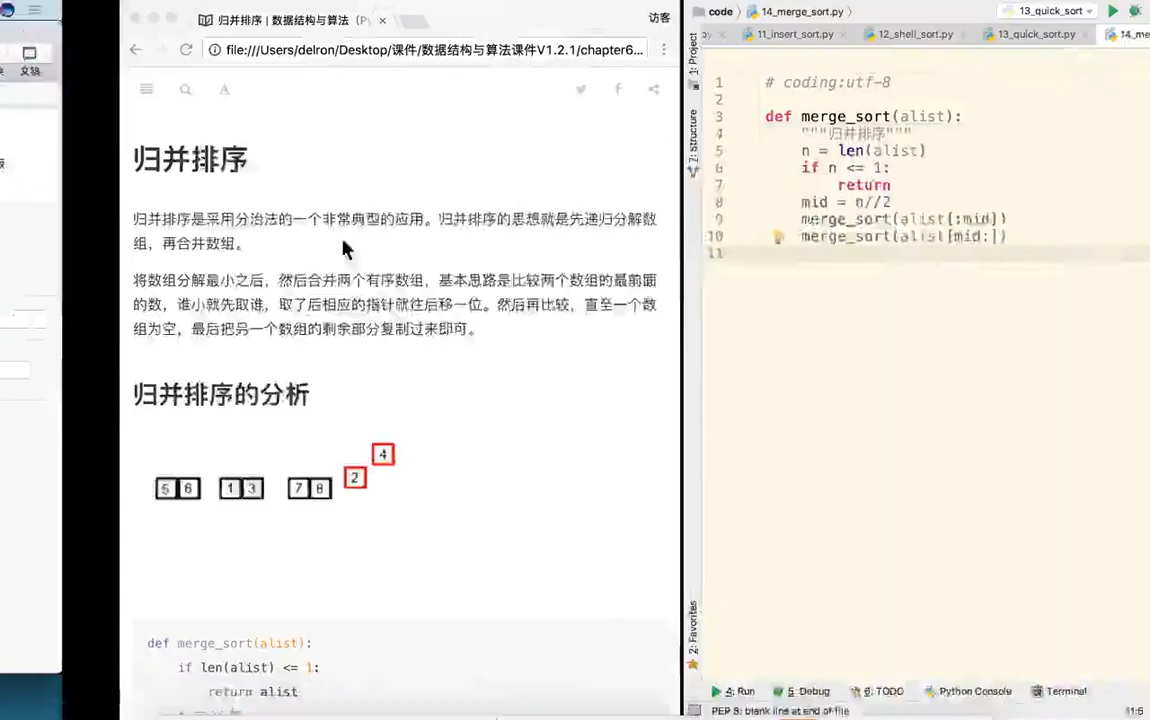 文稿
归并排序 | 数据结构与算法 (Py
访客
file:///Users/delron/Desktop/课件/数据结构与算法课件V1.2.1/chapter6...
归并排序
归并排序是采用分治法的一个非常典型的应用。归并排序的思想就是先递归分解数
组，再合并数组。
将数组分解最小之后，然后合并两个有序数组，基本思路是比较两个数组的最前面
的数，谁小就先取谁，取了后相应的指针就往后移一位。然后再比较，直至一个数
组为空，最后把另一个数组的剩余部分复制过来即可。
归并排序的分析
4
5 6 1 3 7 8 2
def merge_sort(alist):
if len(alist) <= 1:
return alist
code 14_merge_sort.py 13_quick_sort
py 11_insert_sort.py 12_shell_sort.py 13_quick_sort.py 14_me
1: Project
7: Structure
2: Favorites
1 # coding:utf-8
2
3 def merge_sort(alist):
4 """归并排序"""
5 n = len(alist)
6 if n <= 1:
7 return
8 mid = n//2
9 merge_sort(alist[:mid])
10 merge_sort(alist[mid:])
11
4: Run 5: Debug 6: TODO Python Console Terminal
PEP 8: blank line at end of file 11:5